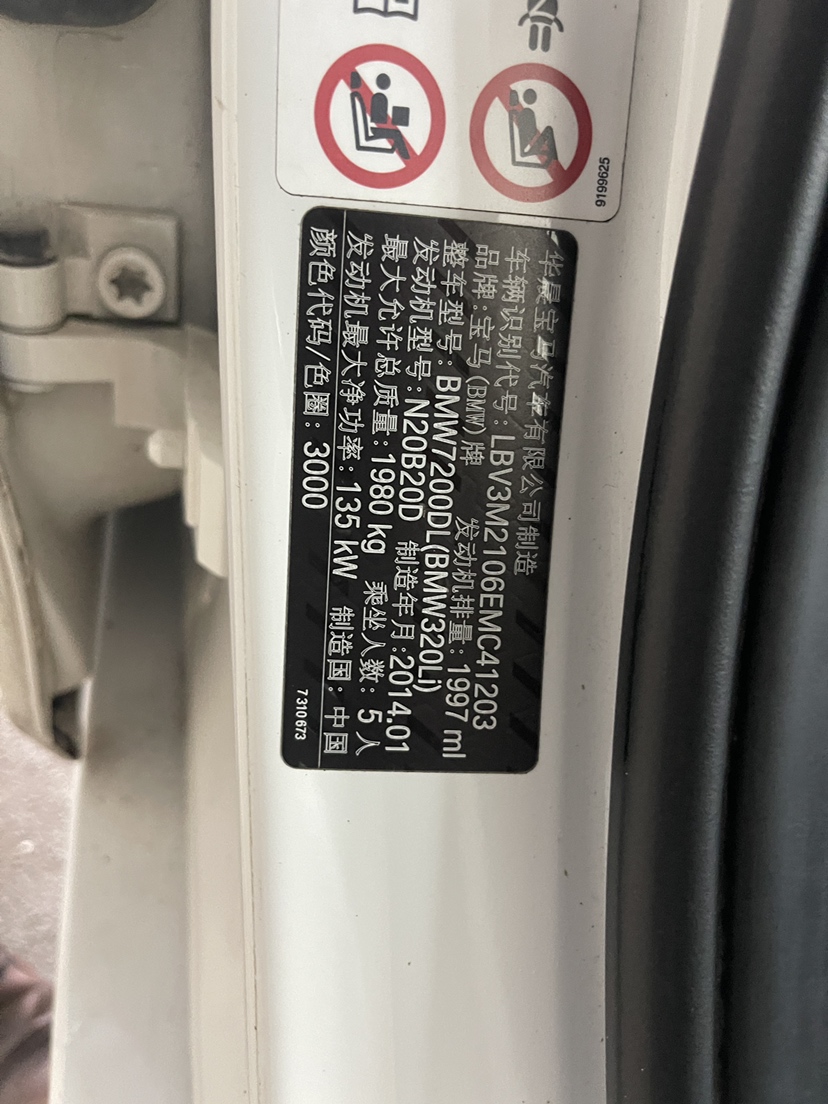 9199625
华晨宝马汽车有限公司制造
车辆识别代号：LBV3M2106EMC41203
品牌：宝马(BMW)牌 发动机排量：1997 ml
整车型号：BMW7200DL(BMW320Li)
发动机型号：N20B20D 制造年月：2014.01
最大允许总质量：1980 kg 乘坐人数：5人
发动机最大净功率：135 kW 制造国：中国
颜色代码/色圈：3000
7310673